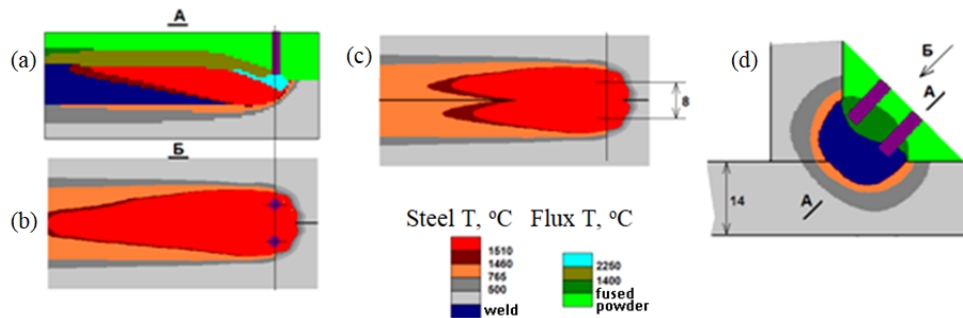 (a)
A
Б
(b)
(c)
8
Steel T, °C
1510
1460
765
500
weld
Flux T, °C
2250
1400
fused
powder
(d)
Б
A
A
14